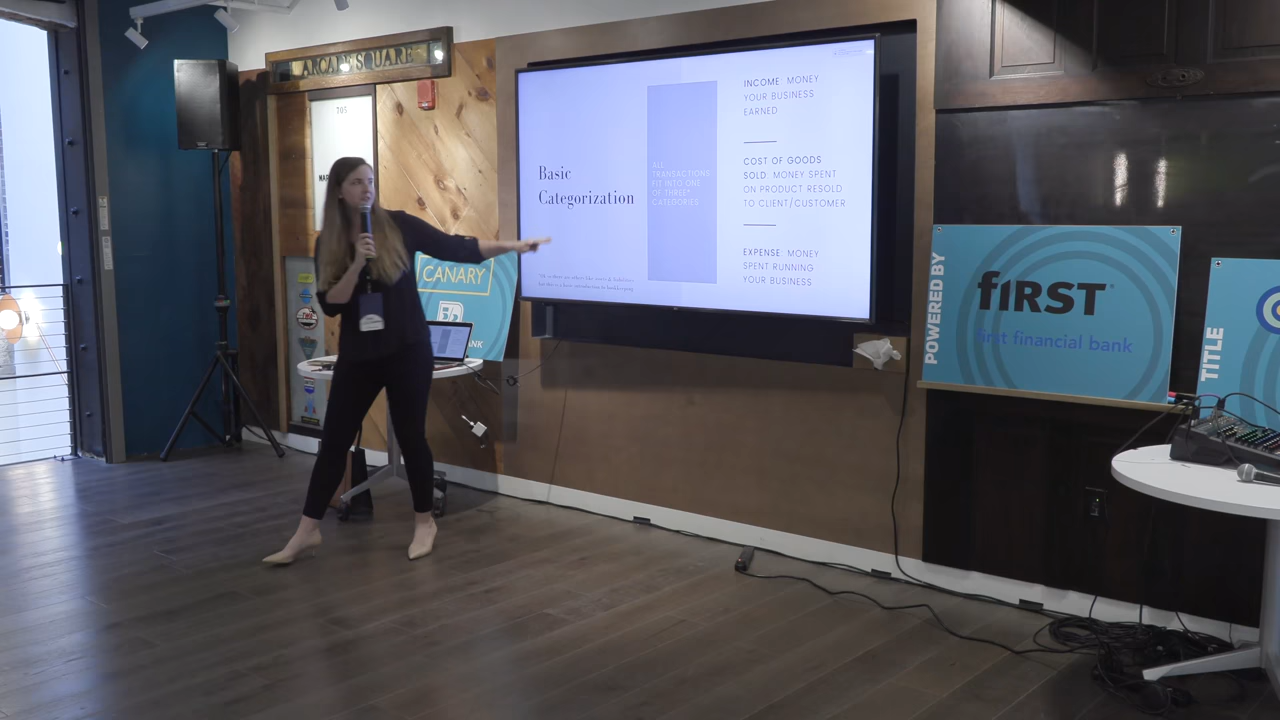 ARCADE SQUARE
705
Basic
Categorization
ALL
TRANSACTIONS
FIT INTO ONE
OF THREE*
CATEGORIES
INCOME: MONEY
YOUR BUSINESS
EARNED
COST OF GOODS
SOLD: MONEY SPENT
ON PRODUCT RESOLD
TO CLIENT/CUSTOMER
EXPENSE: MONEY
SPENT RUNNING
YOUR BUSINESS
CANARY
POWERED BY
fiRST
first financial bank
TITLE